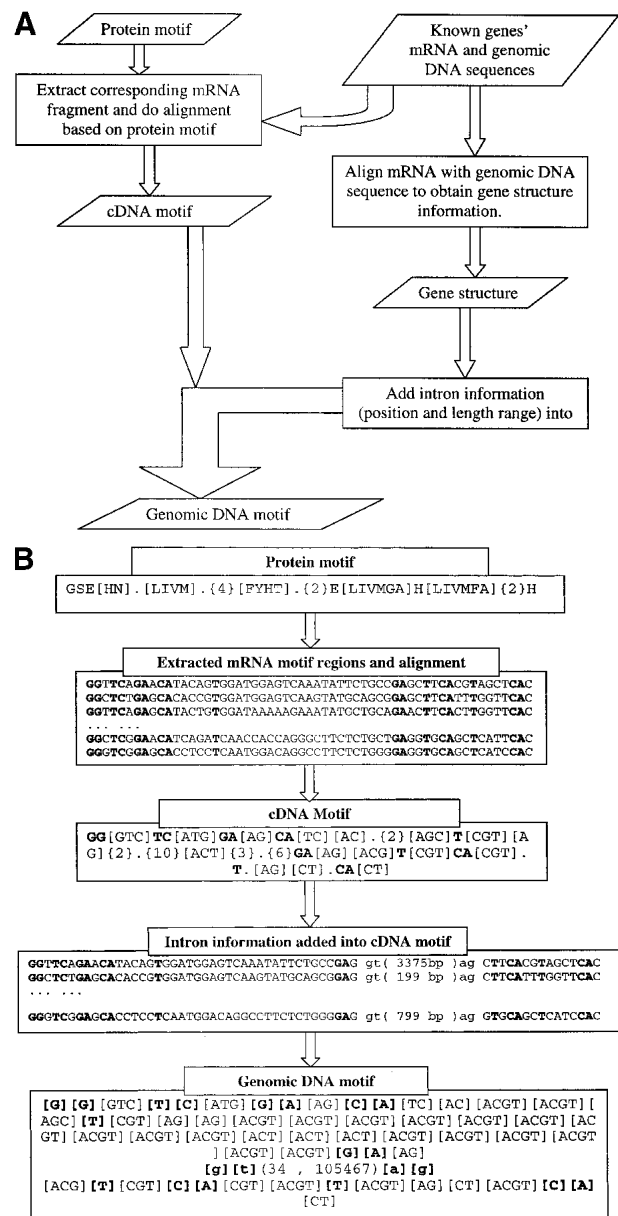 A
Protein motif
Known genes'
mRNA and genomic
DNA sequences
Extract corresponding mRNA
fragment and do alignment
based on protein motif
Align mRNA with genomic DNA
sequence to obtain gene structure
information.
cDNA motif
Gene structure
Add intron information
(position and length range) into
Genomic DNA motif
B
Protein motif
GSE[HN].[LIVM].{4}[FYHT].{2}E[LIVMGA]H[LIVMFA]{2}H
Extracted mRNA motif regions and alignment
GGTTCAGAACATACAGTGGATGGAGTCAAATATTCTGCCGAGCTTCACGTAGCTCAC
GGCTCTGAGCACACCGTGGATGGAGTCAAGTATGCAGCGGAGCTTCATTTGGTTCAC
GGTTCAGAGCATACTGTGGATAAAAAGAAATATGCTGCAGAACTTCACTTGGTTCAC
... ...
GGCTCGGAACATCAGATCAACCACCAGGGCTTCTCTGCTGAGGTGCAGCTCATTCAC
GGGTCGGAGCACCTCCTCAATGGACAGGCCTTCTCTGGGGAGGTGCAGCTCATCCAC
cDNA Motif
GG[GTC]TC[ATG]GA[AG]CA[TC][AC].{2}[AGC]T[CGT][A
G]{2}.{10}[ACT]{3}.{6}GA[AG][ACG]T[CGT]CA[CGT].
T.[AG][CT].CA[CT]
Intron information added into cDNA motif
GGTTCAGAACATACAGTGGATGGAGTCAAATATTCTGCCGAG gt( 3375bp )ag CTTCACGTAGCTCAC
GGCTCTGAGCACACCGTGGATGGAGTCAAGTATGCAGCGGAG gt( 199 bp )ag CTTCATTTGGTTCAC
... ...
GGGTCGGAGCACCTCCTCAATGGACAGGCCTTCTCTGGGGAG gt( 799 bp )ag GTGCAGCTCATCCAC
Genomic DNA motif
[G][G][GTC][T][C][ATG][G][A][AG][C][A][TC][AC][ACGT][ACGT][
AGC][T][CGT][AG][AG][ACGT][ACGT][ACGT][ACGT][ACGT][AC
GT][ACGT][ACGT][ACGT][ACT][ACT][ACT][ACGT][ACGT][ACGT
][ACGT][ACGT][G][A][AG]
[g][t](34 , 105467)[a][g]
[ACG][T][CGT][C][A][CGT][ACGT][T][ACGT][AG][CT][ACGT][C][A]
[CT]